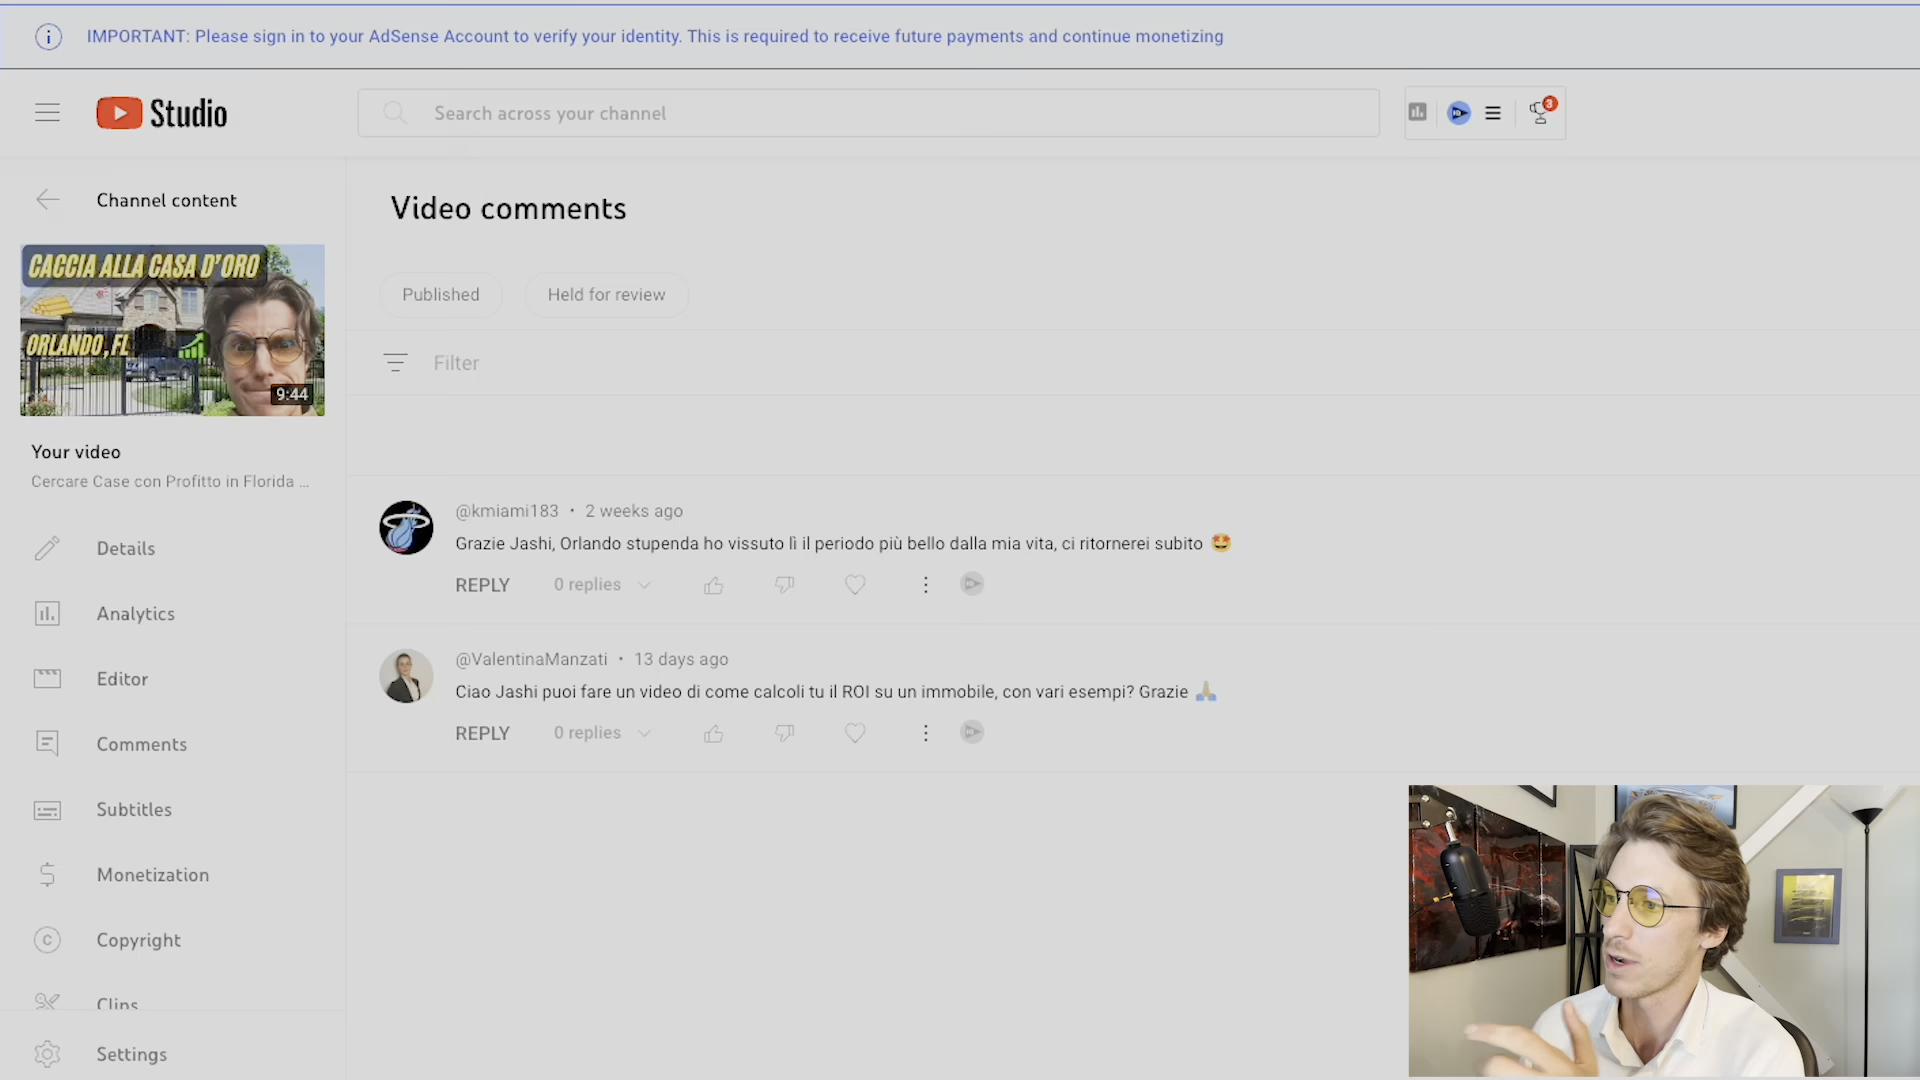 IMPORTANT: Please sign in to your AdSense Account to verify your identity. This is required to receive future payments and continue monetizing
Studio
Search across your channel
3
Channel content
CACCIA ALLA CASA D'ORO
ORLANDO, FL
9:44
Your video
Cercare Case con Profitto in Florida ...
Details
Analytics
Editor
Comments
Subtitles
Monetization
Copyright
Clips
Settings
Video comments
Published
Held for review
Filter
@kmiami183 • 2 weeks ago
Grazie Jashi, Orlando stupenda ho vissuto lì il periodo più bello dalla mia vita, ci ritornerei subito 🤩
REPLY
0 replies
@ValentinaManzati • 13 days ago
Ciao Jashi puoi fare un video di come calcoli tu il ROI su un immobile, con vari esempi? Grazie 🙏
REPLY
0 replies